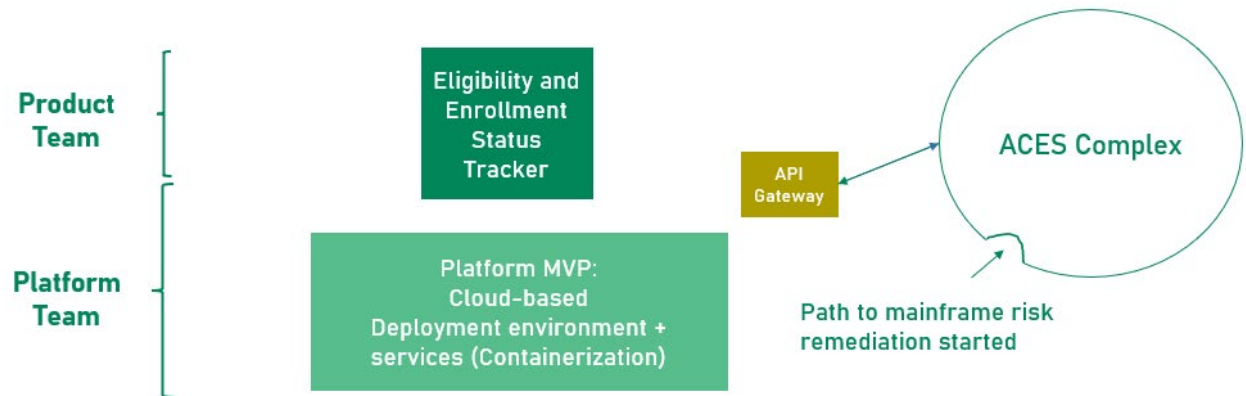 Product
Team
Eligibility and
Enrollment
Status
Tracker
API
Gateway
ACES Complex
Platform
Team
Platform MVP:
Cloud-based
Deployment environment +
services (Containerization)
Path to mainframe risk
remediation started